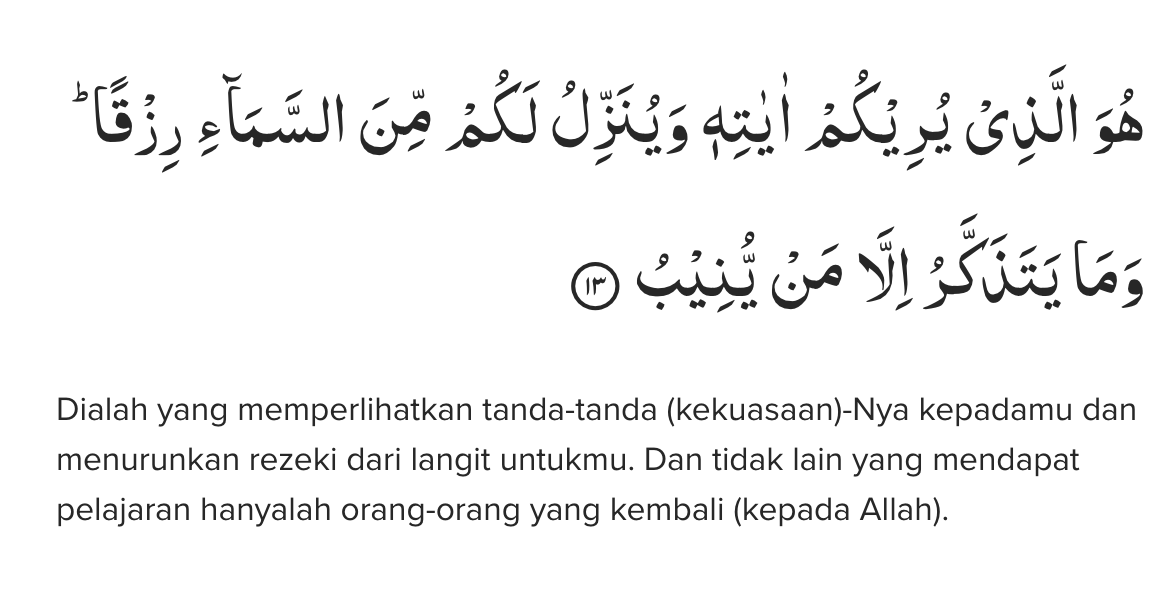 هُوَ الَّذِيْ يُرِيْكُمْ اٰيٰتِهٖ وَيُنَزِّلُ لَكُمْ مِّنَ السَّمَاۤءِ رِزْقًا ۗ
وَمَا يَتَذَكَّرُ اِلَّا مَنْ يُّنِيْبُ ١٣
Dialah yang memperlihatkan tanda-tanda (kekuasaan)-Nya kepadamu dan
menurunkan rezeki dari langit untukmu. Dan tidak lain yang mendapat
pelajaran hanyalah orang-orang yang kembali (kepada Allah).